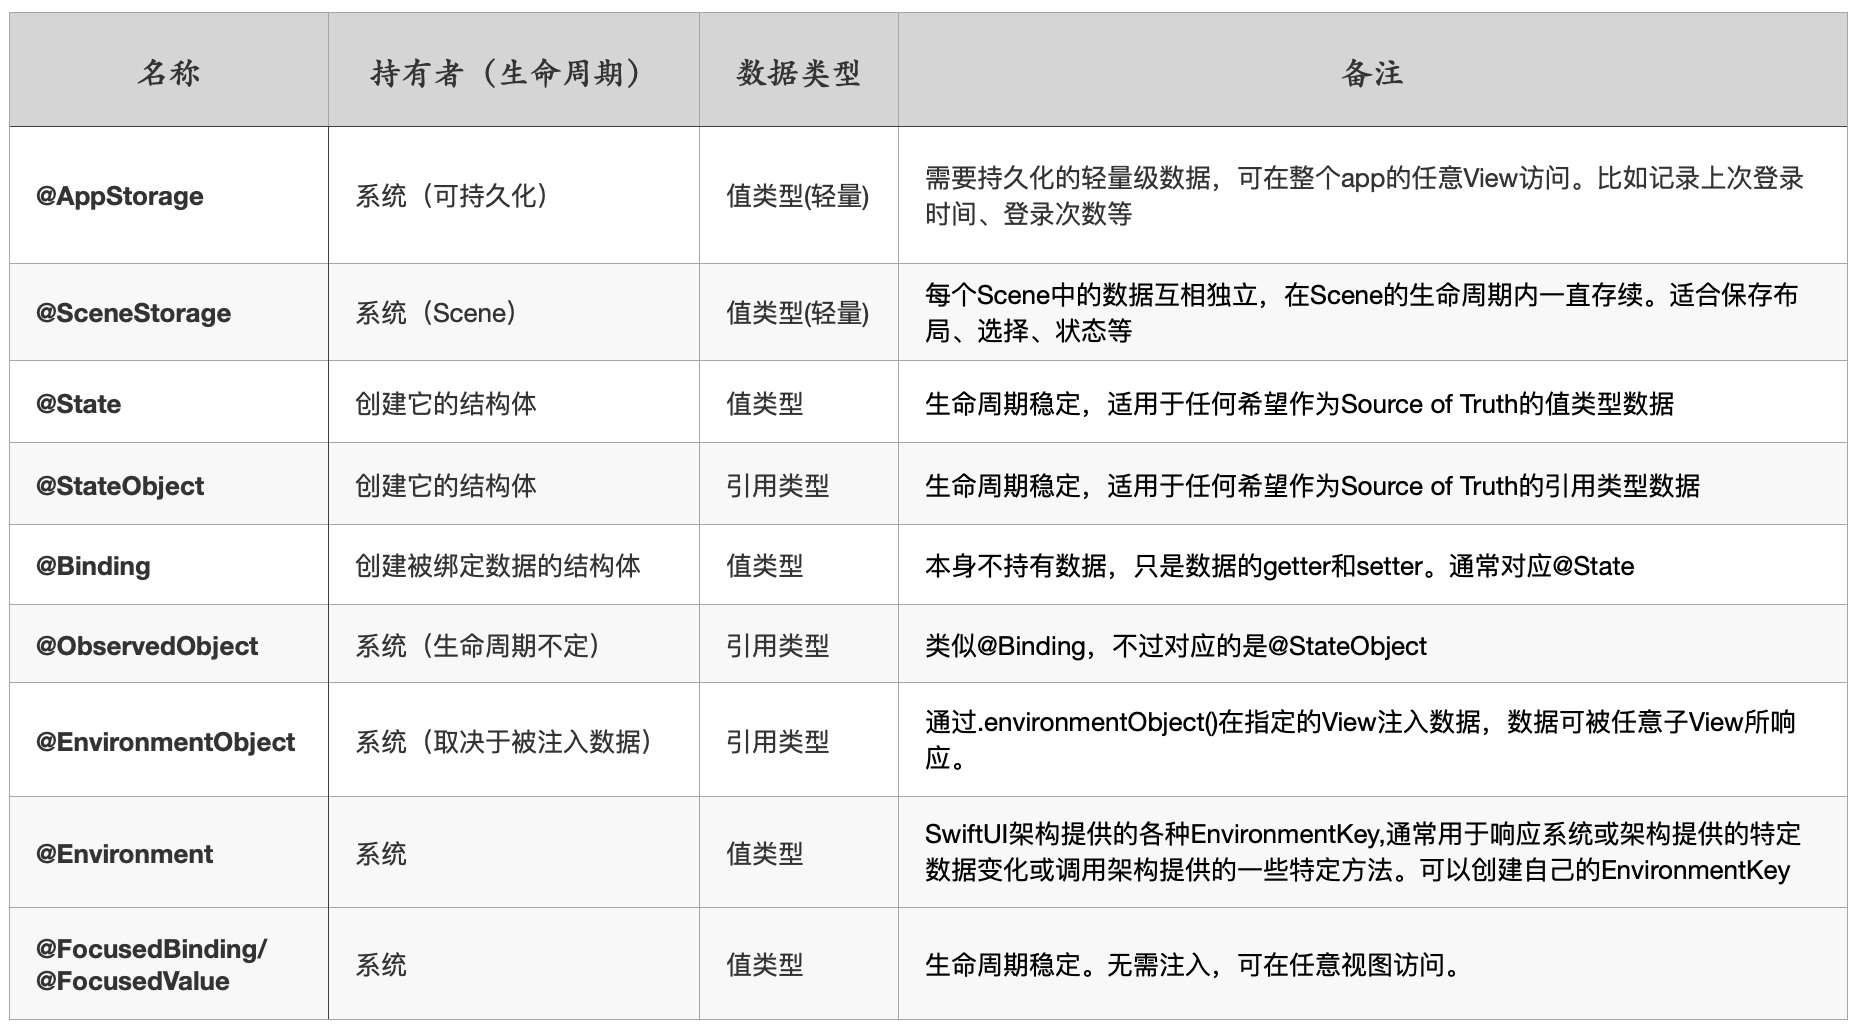 名称
持有者（生命周期）
数据类型
备注
@AppStorage
系统（可持久化）
值类型(轻量)
需要持久化的轻量级数据，可在整个app的任意View访问。比如记录上次登录
时间、登录次数等
@SceneStorage
系统（Scene）
值类型(轻量)
每个Scene中的数据互相独立，在Scene的生命周期内一直存续。适合保存布
局、选择、状态等
@State
创建它的结构体
值类型
生命周期稳定，适用于任何希望作为Source of Truth的值类型数据
@StateObject
创建它的结构体
引用类型
生命周期稳定，适用于任何希望作为Source of Truth的引用类型数据
@Binding
创建被绑定数据的结构体
值类型
本身不持有数据，只是数据的getter和setter。通常对应@State
@ObservedObject
系统（生命周期不定）
引用类型
类似@Binding，不过对应的是@StateObject
@EnvironmentObject
系统（取决于被注入数据）
引用类型
通过.environmentObject()在指定的View注入数据，数据可被任意子View所响
应。
@Environment
系统
值类型
SwiftUI架构提供的各种EnvironmentKey,通常用于响应系统或架构提供的特定
数据变化或调用架构提供的一些特定方法。可以创建自己的EnvironmentKey
@FocusedBinding/
@FocusedValue
系统
值类型
生命周期稳定。无需注入，可在任意视图访问。